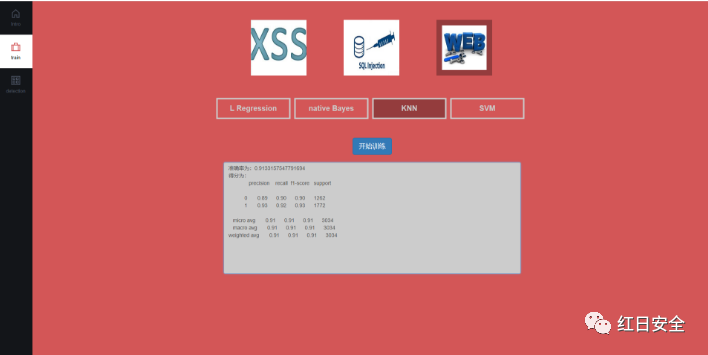 intro
train
detection
XSS
SQL Injection
WEB
L Regression
native Bayes
KNN
SVM
开始训练
准确率为:
得分为:
precision recall f1-score support
0 0.89 0.90 0.90 1262
1 0.93 0.92 0.93 1772
micro avg 0.91 0.91 0.91 3034
macro avg 0.91 0.91 0.91 3034
weighted avg 0.91 0.91 0.91 3034
红日安全